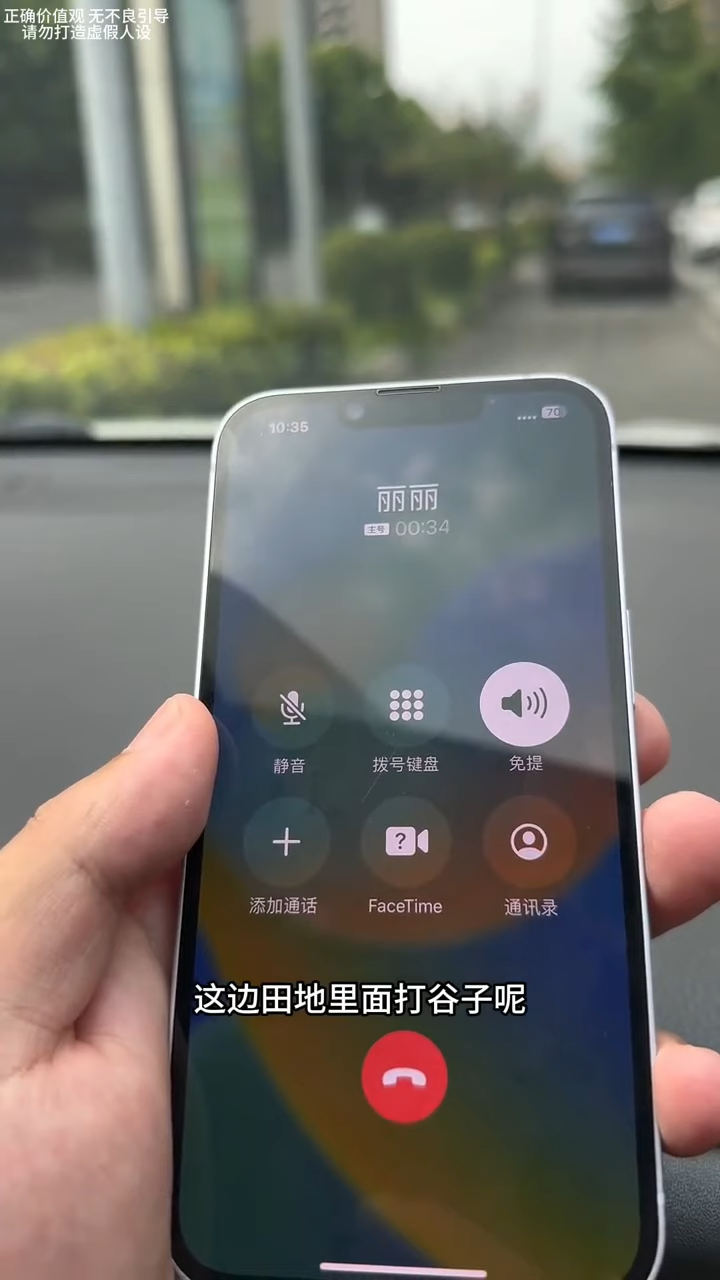 正确价值观 无不良引导
请勿打造虚假人设
10:35
70
丽丽
主号 00:34
静音
拨号键盘
免提
添加通话
FaceTime
通讯录
这边田地里面打谷子呢